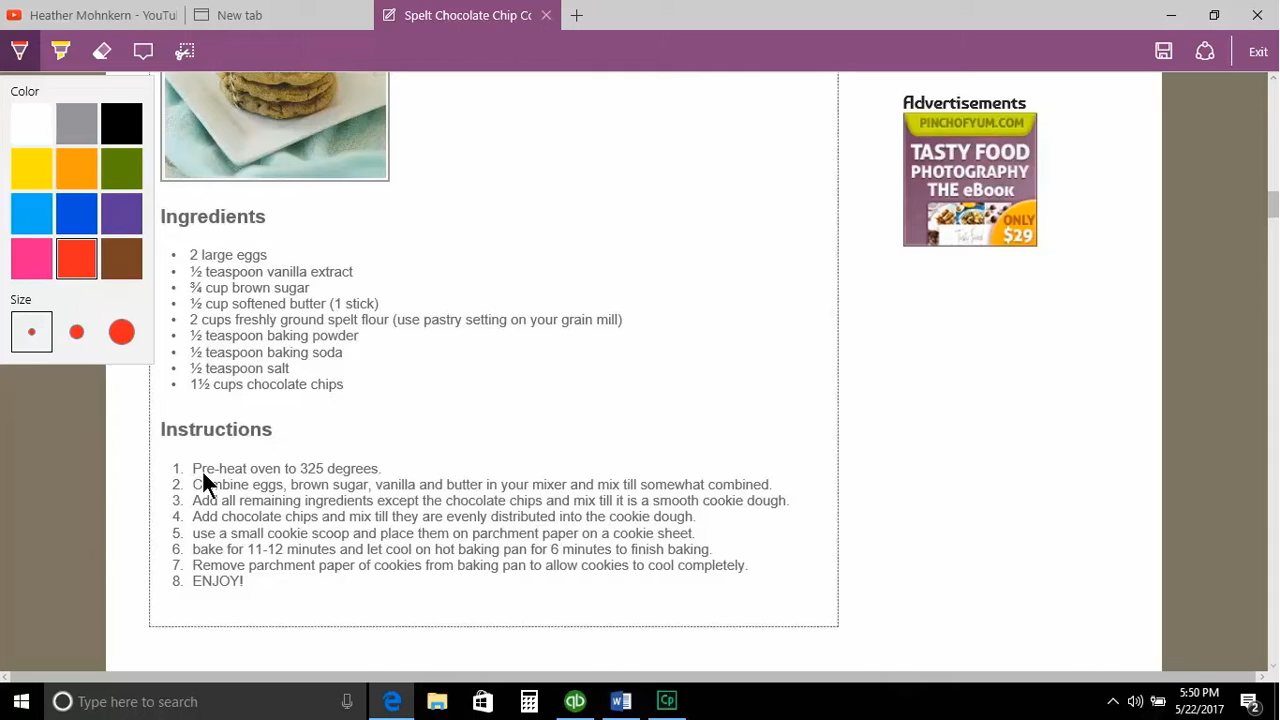 Heather Mohnkern - YouT
New tab
Spelt Chocolate Chip Co
Exit
Color
Size
Advertisements
PINCHOFYUM.COM
TASTY FOOD
PHOTOGRAPHY
THE eBOOK
ONLY
$29
Ingredients
• 2 large eggs
• ½ teaspoon vanilla extract
• ¾ cup brown sugar
• ½ cup softened butter (1 stick)
• 2 cups freshly ground spelt flour (use pastry setting on your grain mill)
• ½ teaspoon baking powder
• ½ teaspoon baking soda
• ½ teaspoon salt
• 1½ cups chocolate chips
Instructions
1. Pre-heat oven to 325 degrees.
2. Combine eggs, brown sugar, vanilla and butter in your mixer and mix till somewhat combined.
3. Add all remaining ingredients except the chocolate chips and mix till it is a smooth cookie dough.
4. Add chocolate chips and mix till they are evenly distributed into the cookie dough.
5. use a small cookie scoop and place them on parchment paper on a cookie sheet.
6. bake for 11-12 minutes and let cool on hot baking pan for 6 minutes to finish baking.
7. Remove parchment paper of cookies from baking pan to allow cookies to cool completely.
8. ENJOY!
Type here to search
qb
Cp
5:50 PM
5/22/2017
2